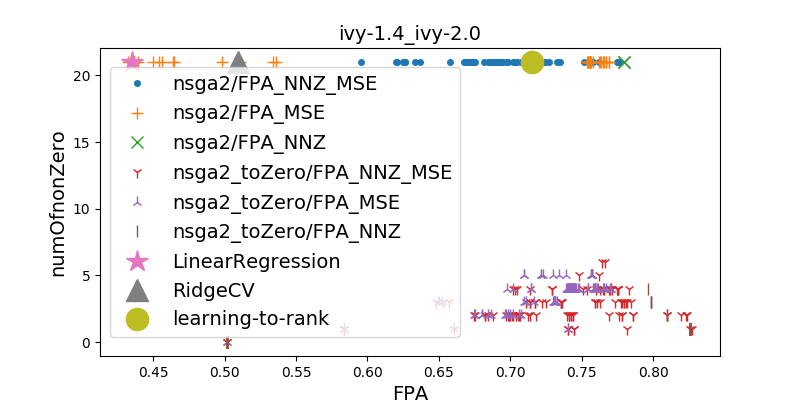 ivy-1.4_ivy-2.0
numOfnonZero
20
15
10
5
0
nsga2/FPA_NNZ_MSE
nsga2/FPA_MSE
nsga2/FPA_NNZ
nsga2_toZero/FPA_NNZ_MSE
nsga2_toZero/FPA_MSE
nsga2_toZero/FPA_NNZ
LinearRegression
RidgeCV
learning-to-rank
0.45 0.50 0.55 0.60 0.65 0.70 0.75 0.80
FPA